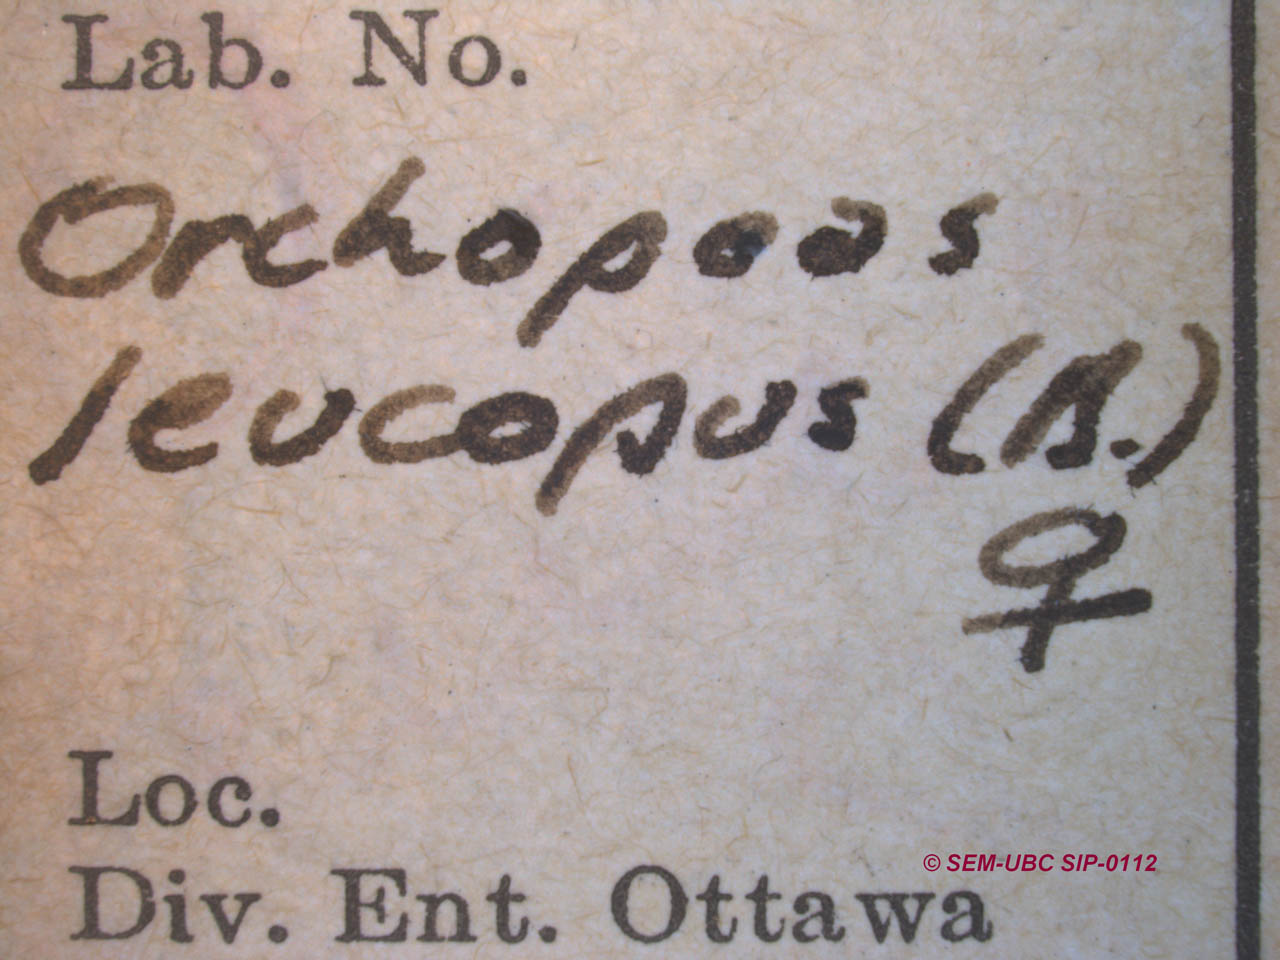 Lab. No.
Orchopeas
leucopus (B.)
♀
Loc.
© SEM-UBC SIP-0112
Div. Ent. Ottawa